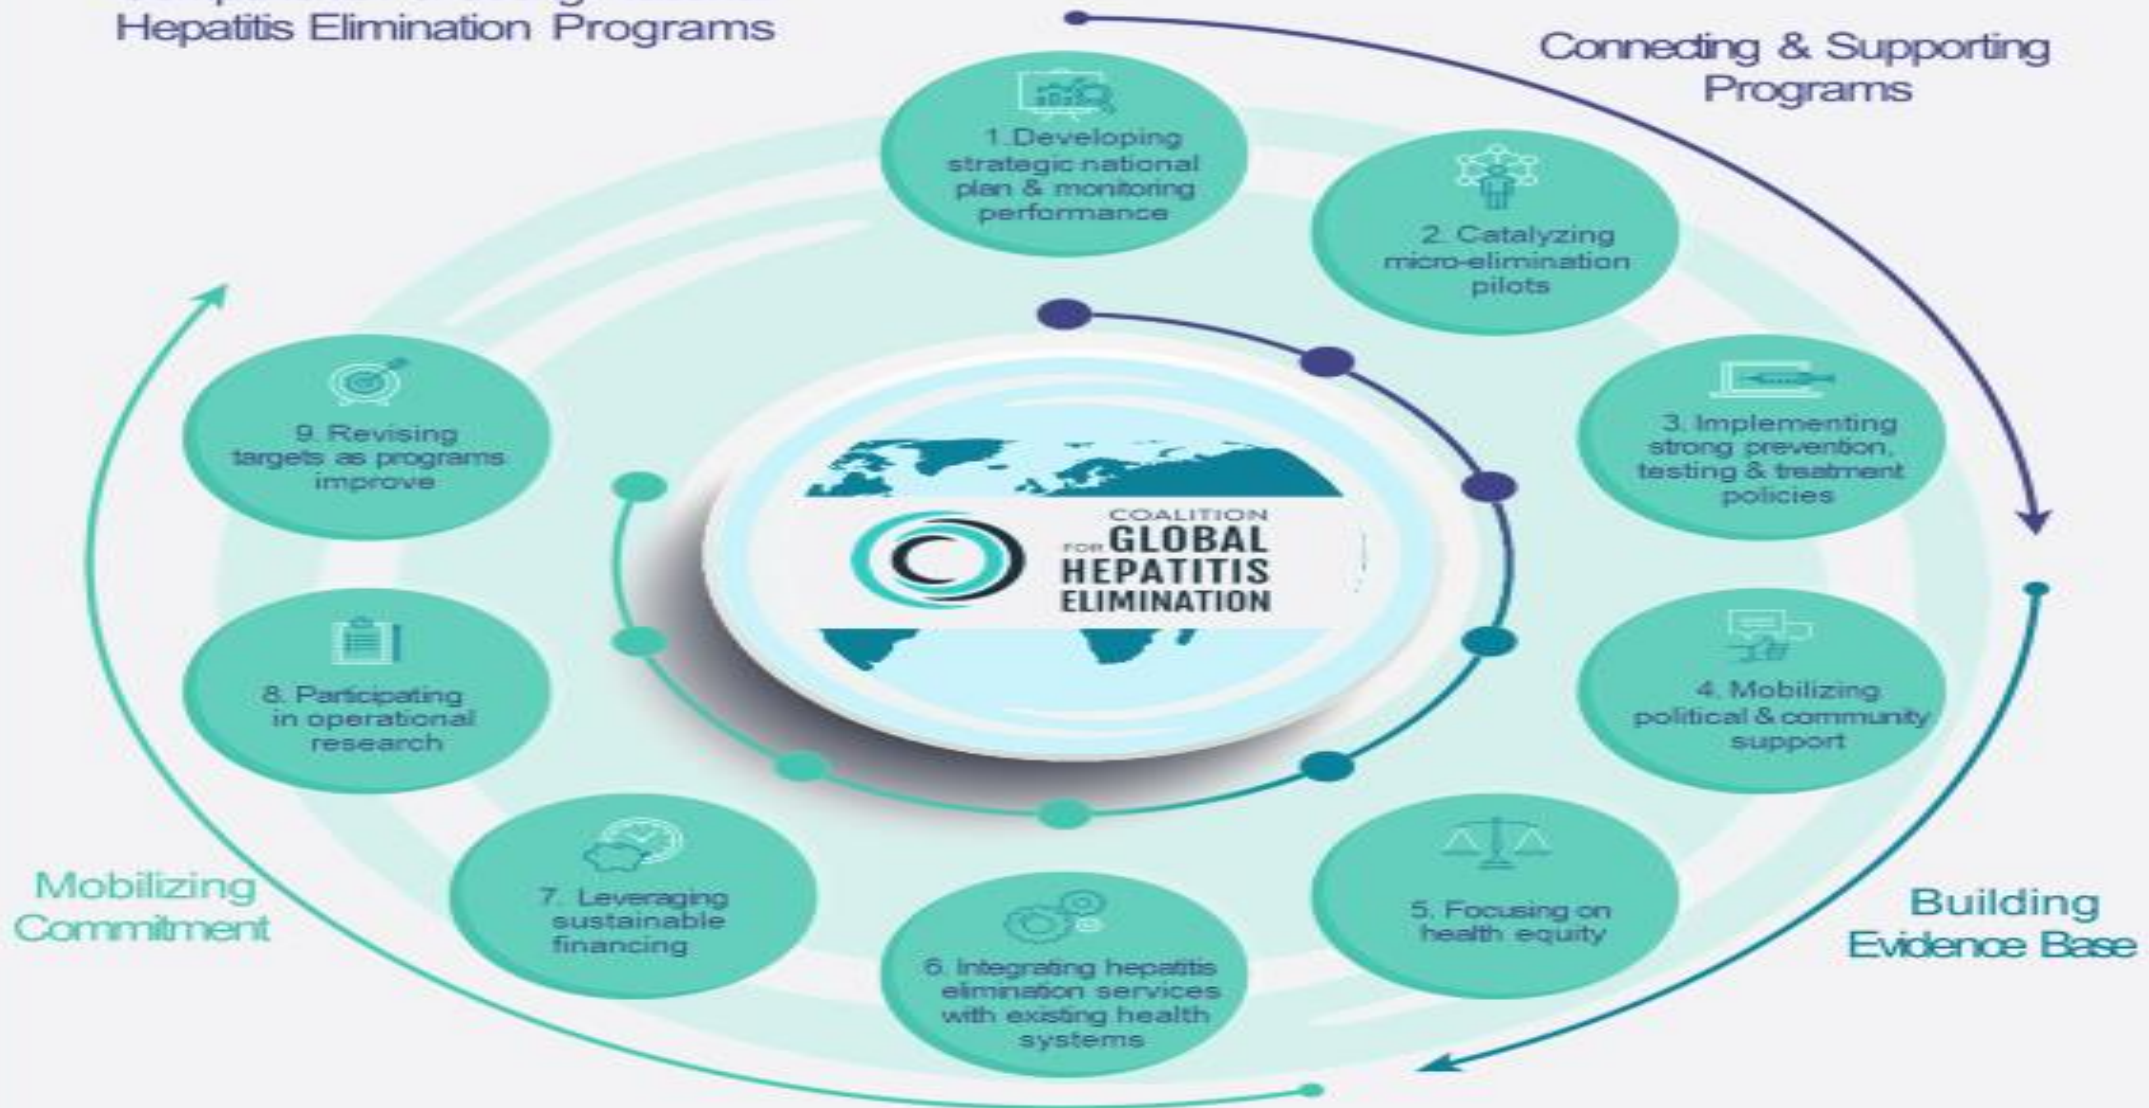 Hepatitis Elimination Programs
Connecting & Supporting
Programs
1.Developing
strategic national
plan & monitoring
performance
2. Catalyzing
micro-elimination
pilots
3. Implementing
strong prevention,
testing & treatment
policies
4. Mobilizing
political & community
support
5. Focusing on
health equity
6. Integrating hepatitis
elimination services
with existing health
systems
7. Leveraging
sustainable
financing
8. Participating
in operational
research
9. Revising
targets as programs
improve
COALITION
FOR GLOBAL
HEPATITIS
ELIMINATION
Mobilizing
Commitment
Building
Evidence Base